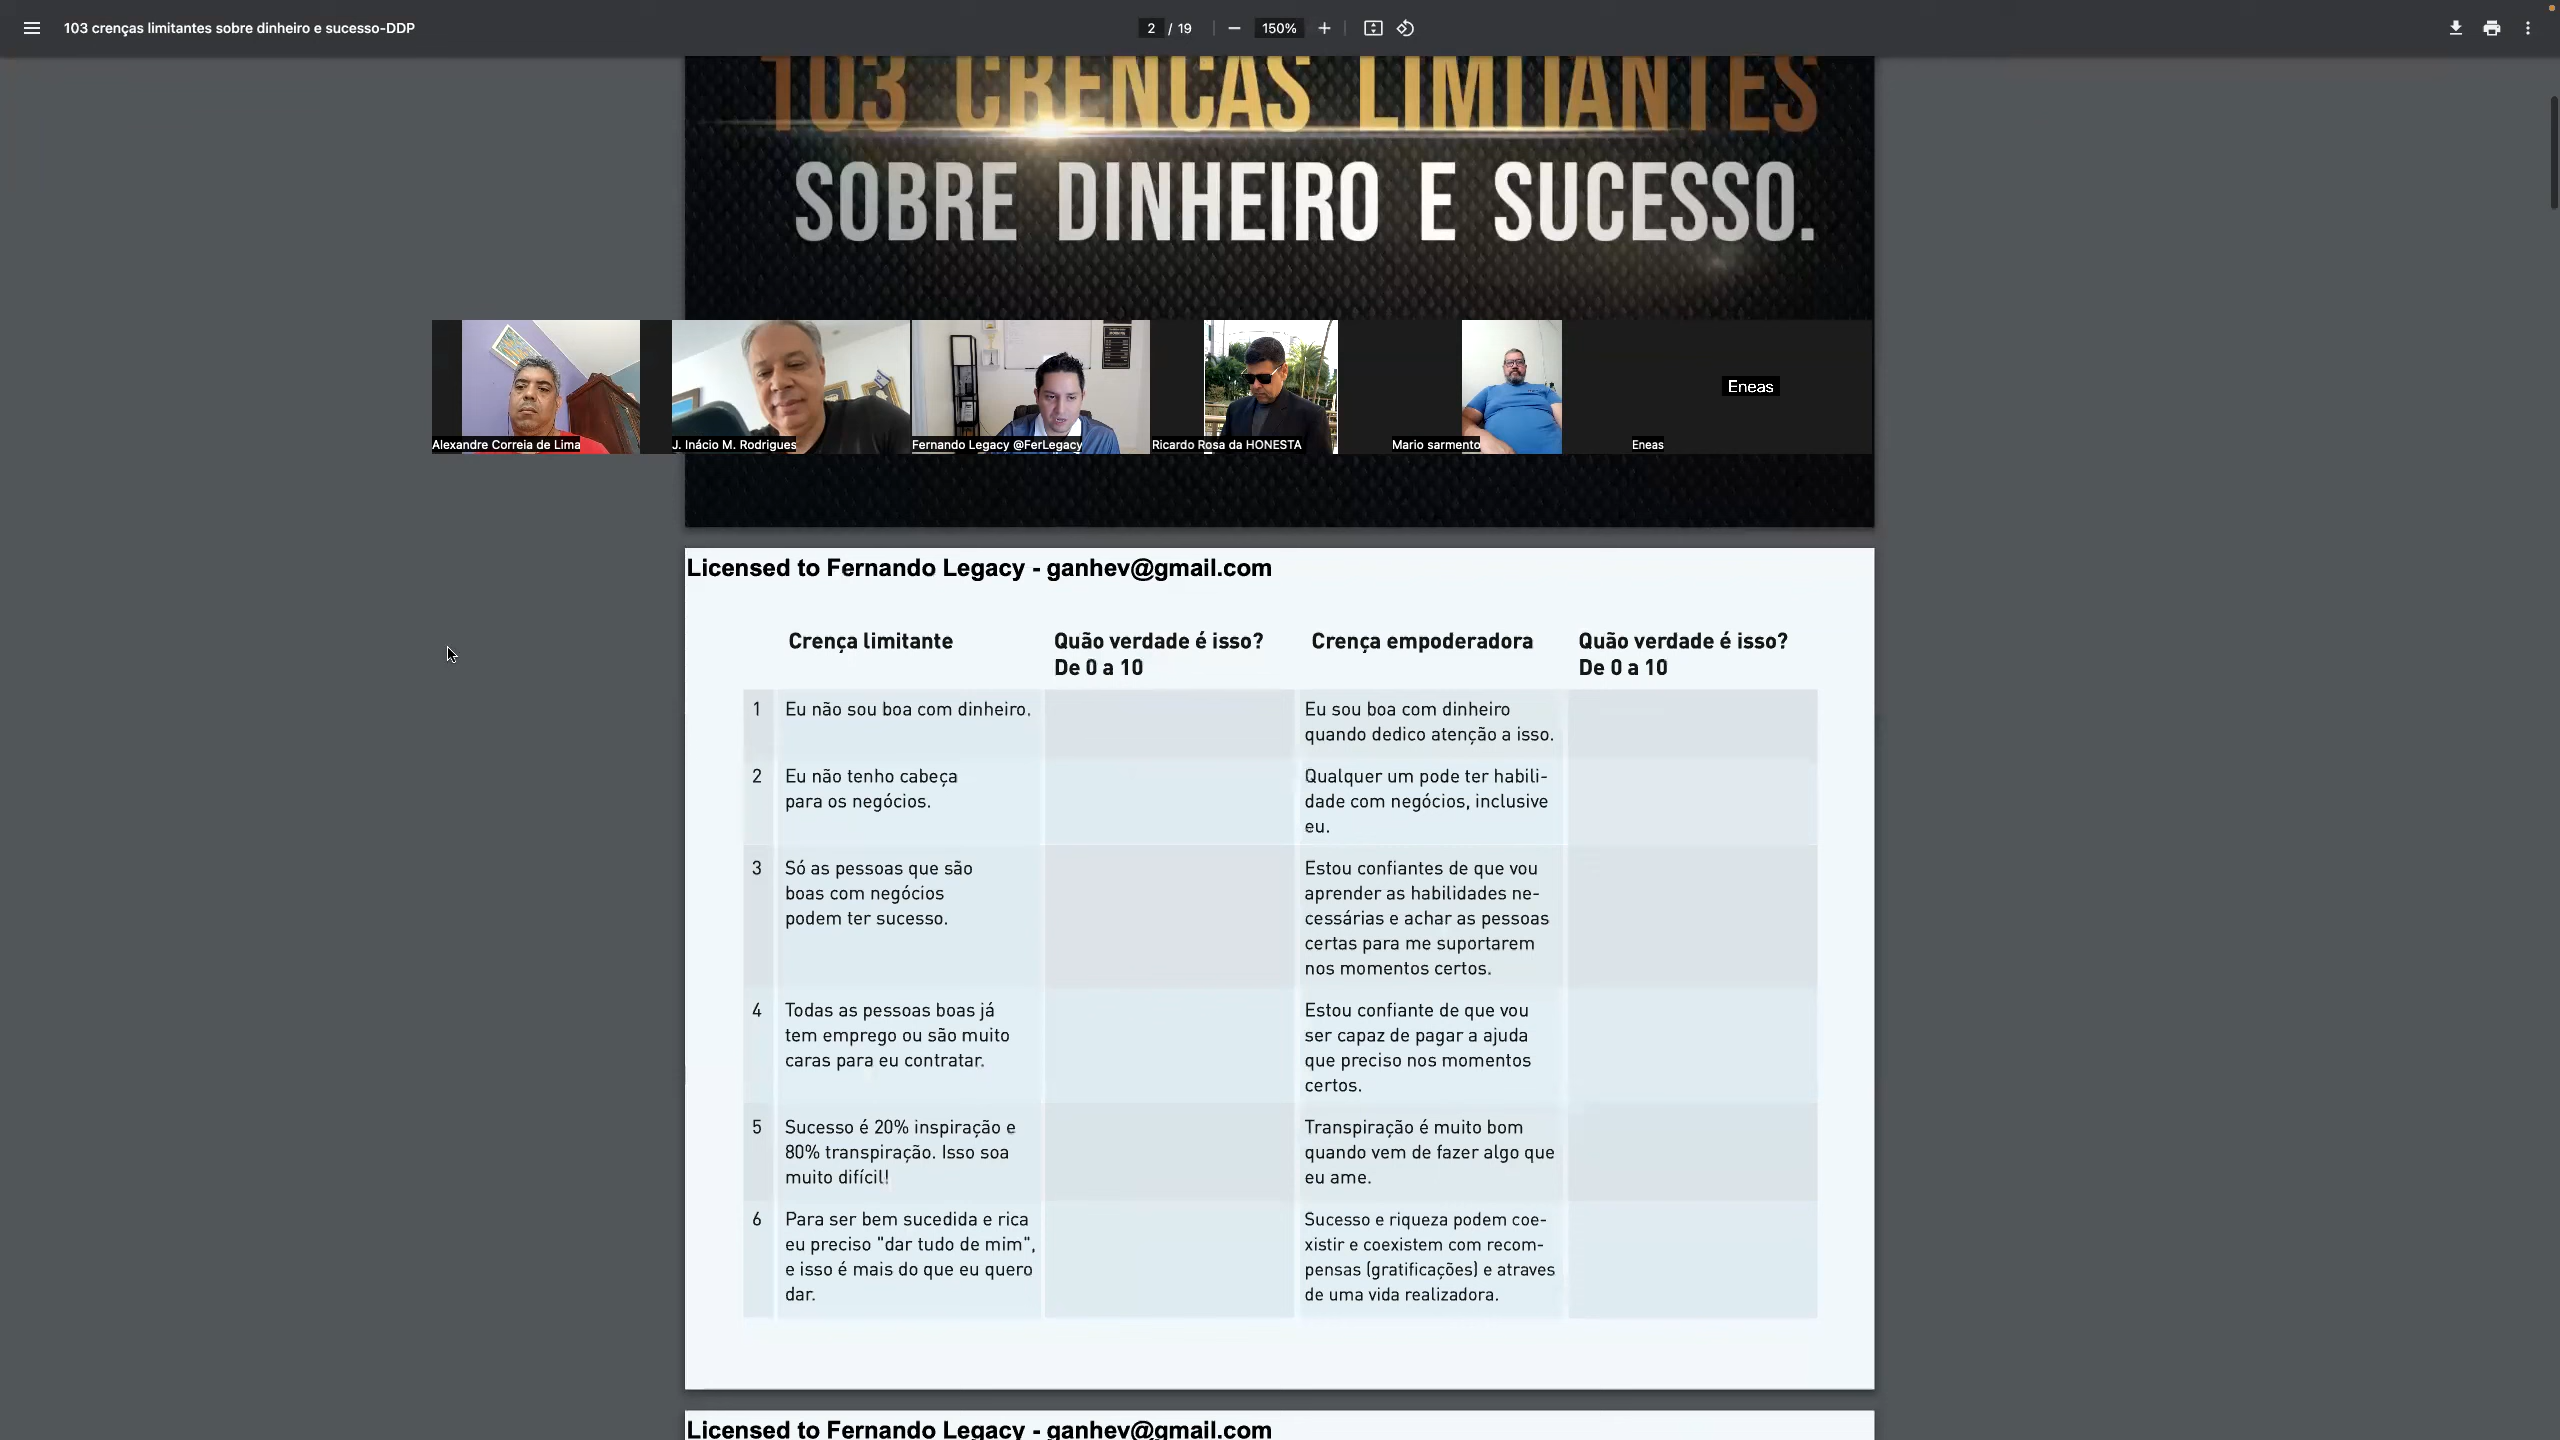 103 crenças limitantes sobre dinheiro e sucesso-DDP
2 / 19
150%
103 CRENÇAS LIMITANTES
SOBRE DINHEIRO E SUCESSO.
Eneas
Alexandre Correia de Lima
J. Inácio M. Rodrigues
Fernando Legacy @FerLegacy
Ricardo Rosa da HONESTA
Mario sarmento
Eneas
Licensed to Fernando Legacy - ganhev@gmail.com
Crença limitante
Quão verdade é isso?
De 0 a 10
Crença empoderadora
Quão verdade é isso?
De 0 a 10
1
Eu não sou boa com dinheiro.
Eu sou boa com dinheiro
quando dedico atenção a isso.
2
Eu não tenho cabeça
para os negócios.
Qualquer um pode ter habili-
dade com negócios, inclusive
eu.
3
Só as pessoas que são
boas com negócios
podem ter sucesso.
Estou confiantes de que vou
aprender as habilidades ne-
cessárias e achar as pessoas
certas para me suportarem
nos momentos certos.
4
Todas as pessoas boas já
tem emprego ou são muito
caras para eu contratar.
Estou confiante de que vou
ser capaz de pagar a ajuda
que preciso nos momentos
certos.
5
Sucesso é 20% inspiração e
80% transpiração. Isso soa
muito difícil!
Transpiração é muito bom
quando vem de fazer algo que
eu ame.
6
Para ser bem sucedida e rica
eu preciso "dar tudo de mim",
e isso é mais do que eu quero
dar.
Sucesso e riqueza podem coe-
xistir e coexistem com recom-
pensas (gratificações) e atraves
de uma vida realizadora.
Licensed to Fernando Legacy - ganhev@gmail.com